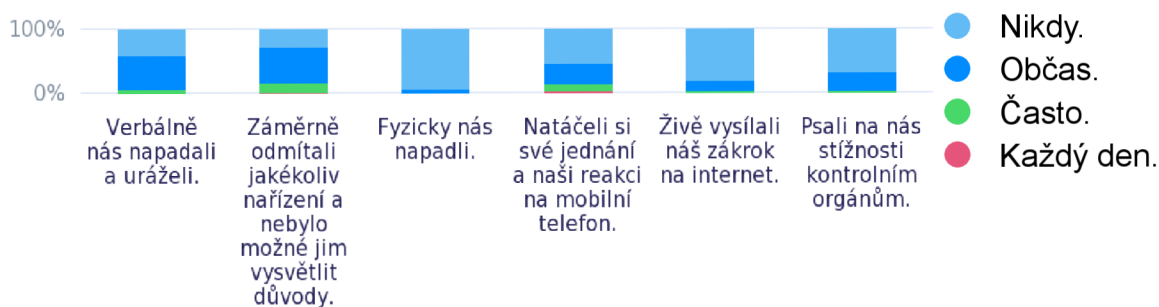 100%
0%
Verbálně
nás napadali
a uráželi.
Záměrně
odmítali
jakékoliv
nařízení a
nebylo
možné jim
vysvětlit
důvody.
Fyzicky nás
napadli.
Natáčeli si
své jednání
a naši reakci
na mobilní
telefon.
Živě vysílali
náš zákrok
na internet.
Psali na nás
stížnosti
kontrolním
orgánům.
Nikdy.
Občas.
Často.
Každý den.